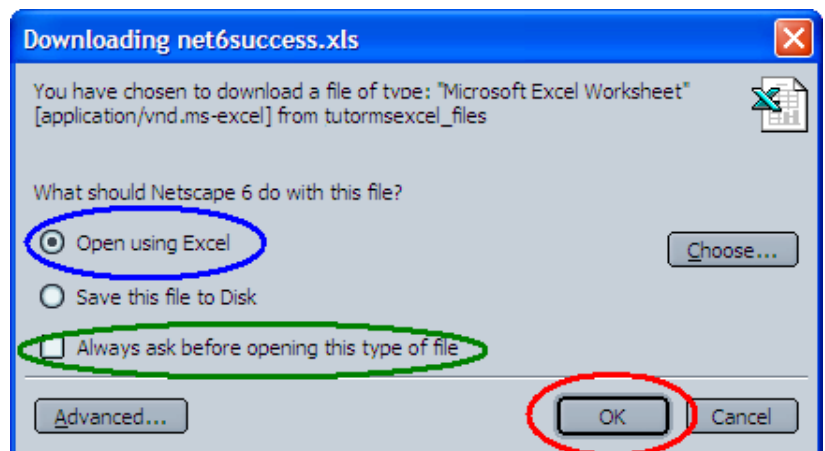 Downloading net6success.xls
You have chosen to download a file of type: "Microsoft Excel Worksheet"
[application/vnd.ms-excel] from tutormsexcel_files
What should Netscape 6 do with this file?
Open using Excel
Choose...
Save this file to Disk
Always ask before opening this type of file
Advanced...
OK
Cancel